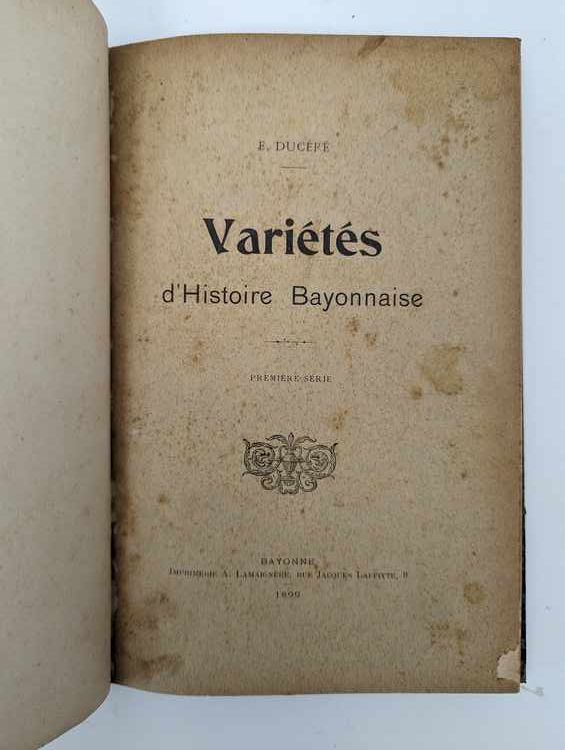 E. DUCÉRÉ
Variétés
d'Histoire Bayonnaise
PREMIÈRE SÉRIE
BAYONNE
IMPRIMERIE A. LAMAIGNÈRE, RUE JACQUES LAFFITTE, 9
1899